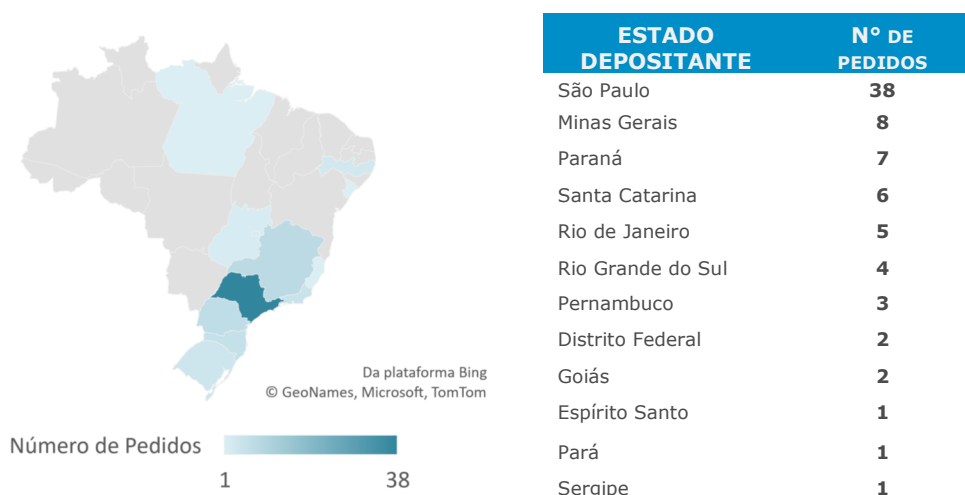 Da plataforma Bing
© GeoNames, Microsoft, TomTom
Número de Pedidos
1 38
ESTADO DEPOSITANTE Nº DE PEDIDOS
São Paulo 38
Minas Gerais 8
Paraná 7
Santa Catarina 6
Rio de Janeiro 5
Rio Grande do Sul 4
Pernambuco 3
Distrito Federal 2
Goiás 2
Espírito Santo 1
Pará 1
Sergipe 1